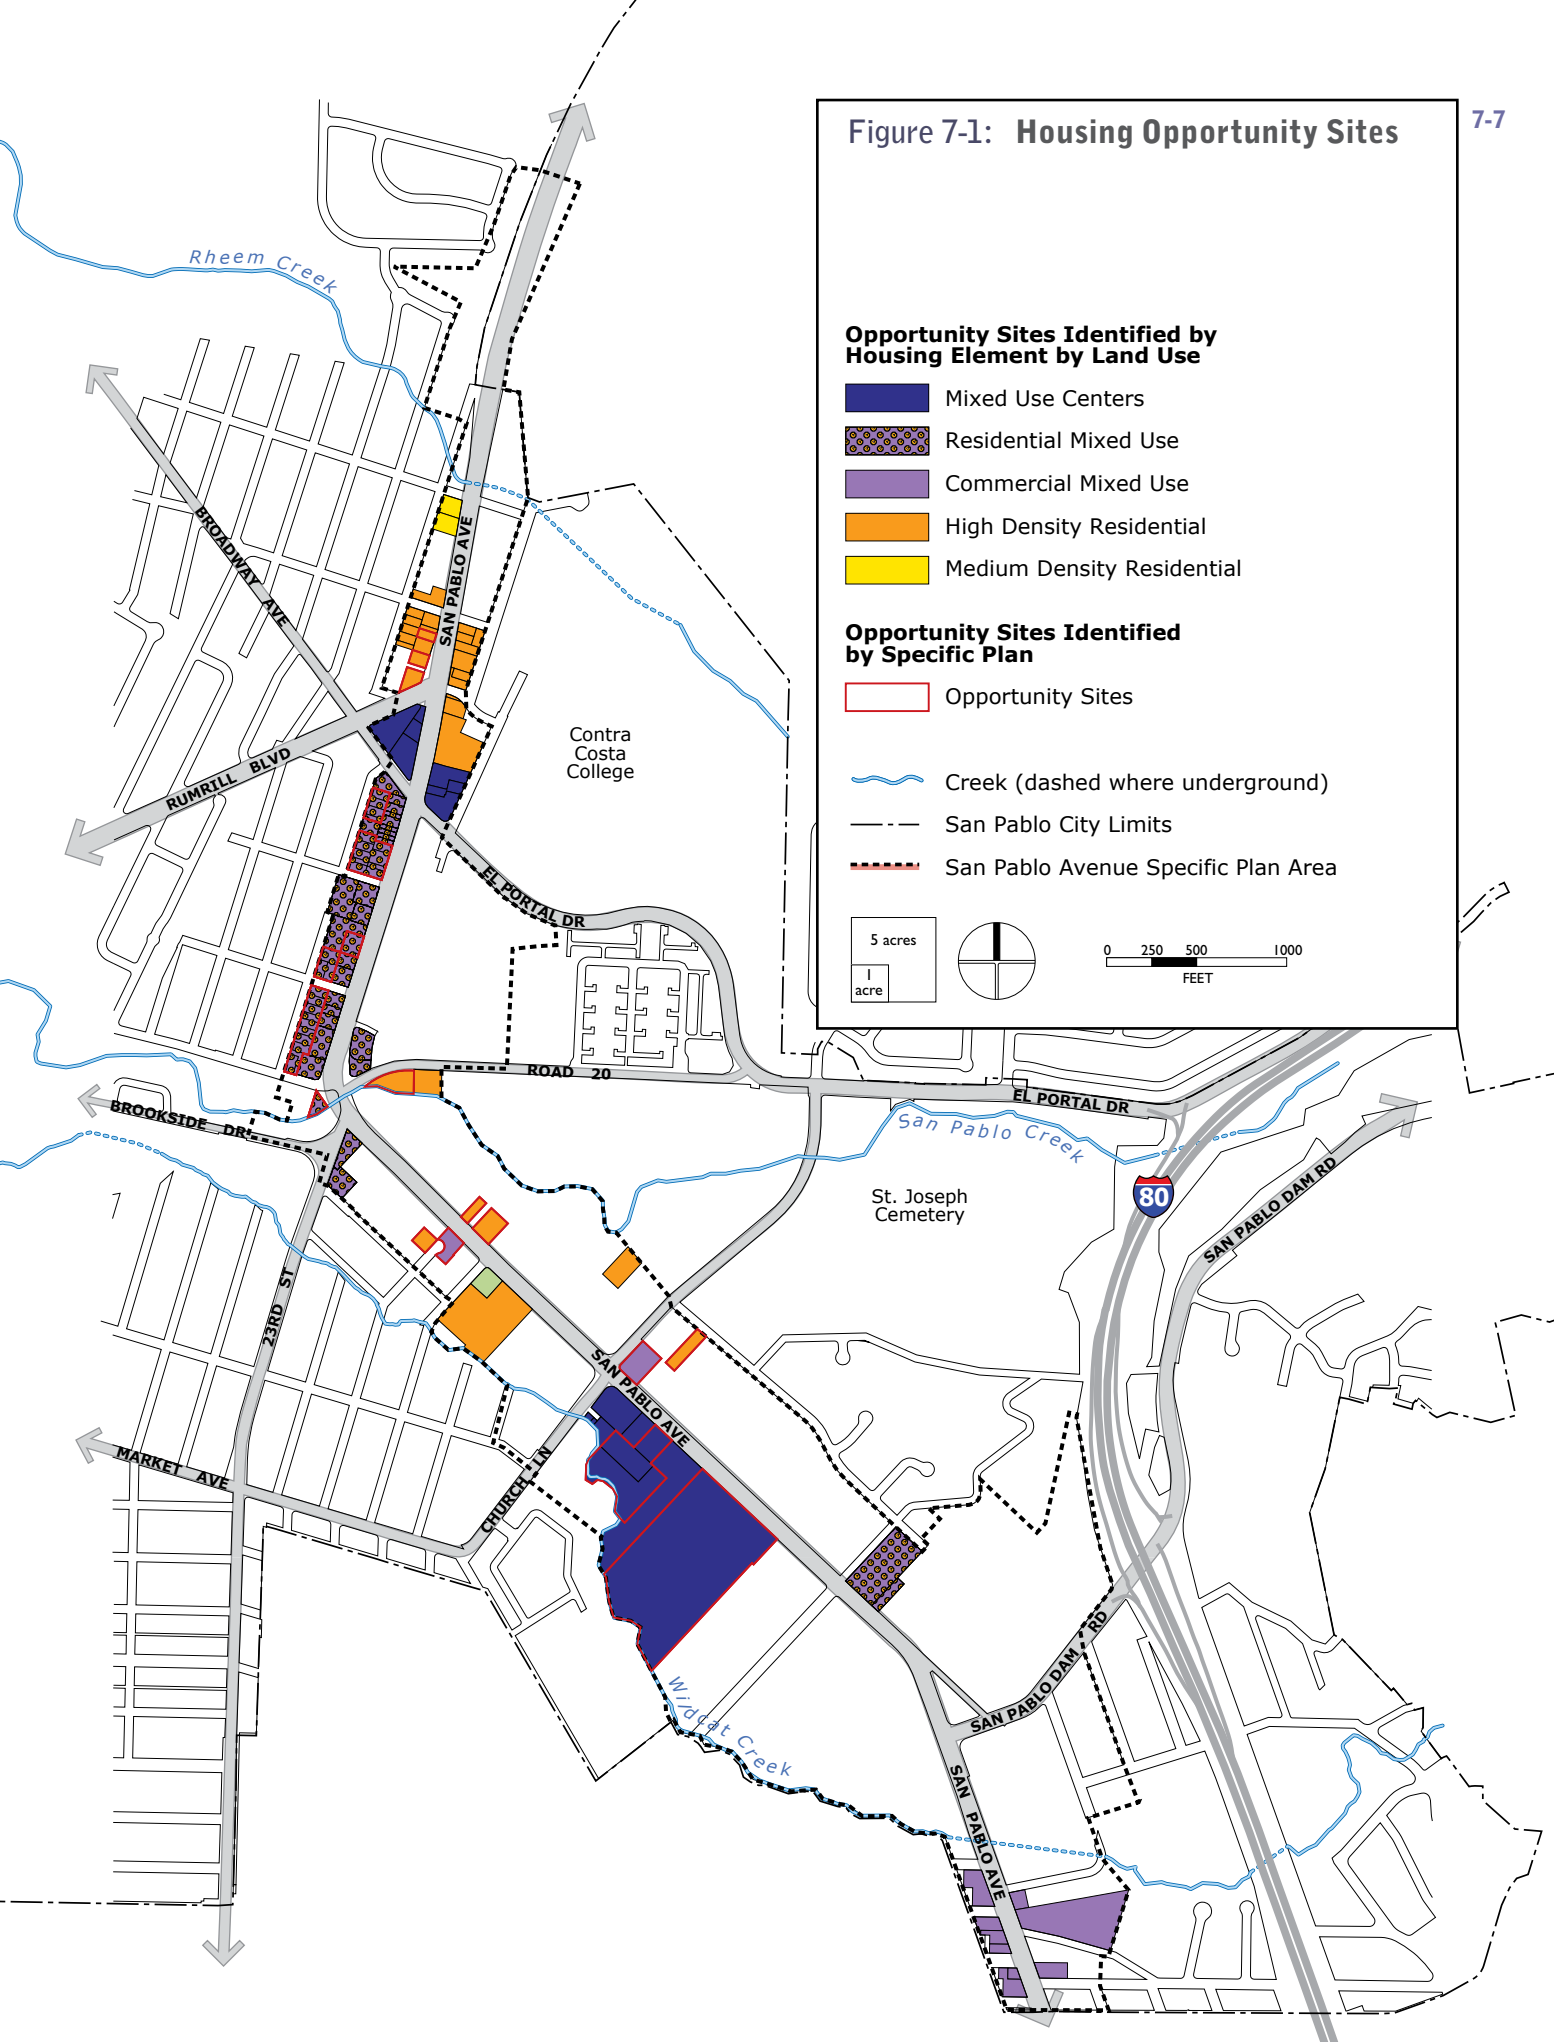 Figure 7-1: Housing Opportunity Sites
7-7
Opportunity Sites Identified by
Housing Element by Land Use
Mixed Use Centers
Residential Mixed Use
Commercial Mixed Use
High Density Residential
Medium Density Residential
Opportunity Sites Identified
by Specific Plan
Opportunity Sites
Creek (dashed where underground)
San Pablo City Limits
San Pablo Avenue Specific Plan Area
5 acres
1
acre
0 250 500 1000
FEET
Rheem Creek
BROADWAY AVE
SAN PABLO AVE
Contra
Costa
College
RUMRILL BLVD
EL PORTAL DR
ROAD 20
EL PORTAL DR
BROOKSIDE DR
San Pablo Creek
80
SAN PABLO DAM RD
St. Joseph
Cemetery
23RD ST
SAN PABLO AVE
MARKET AVE
CHURCH LN
SAN PABLO DAM RD
Wildcat Creek
SAN PABLO AVE